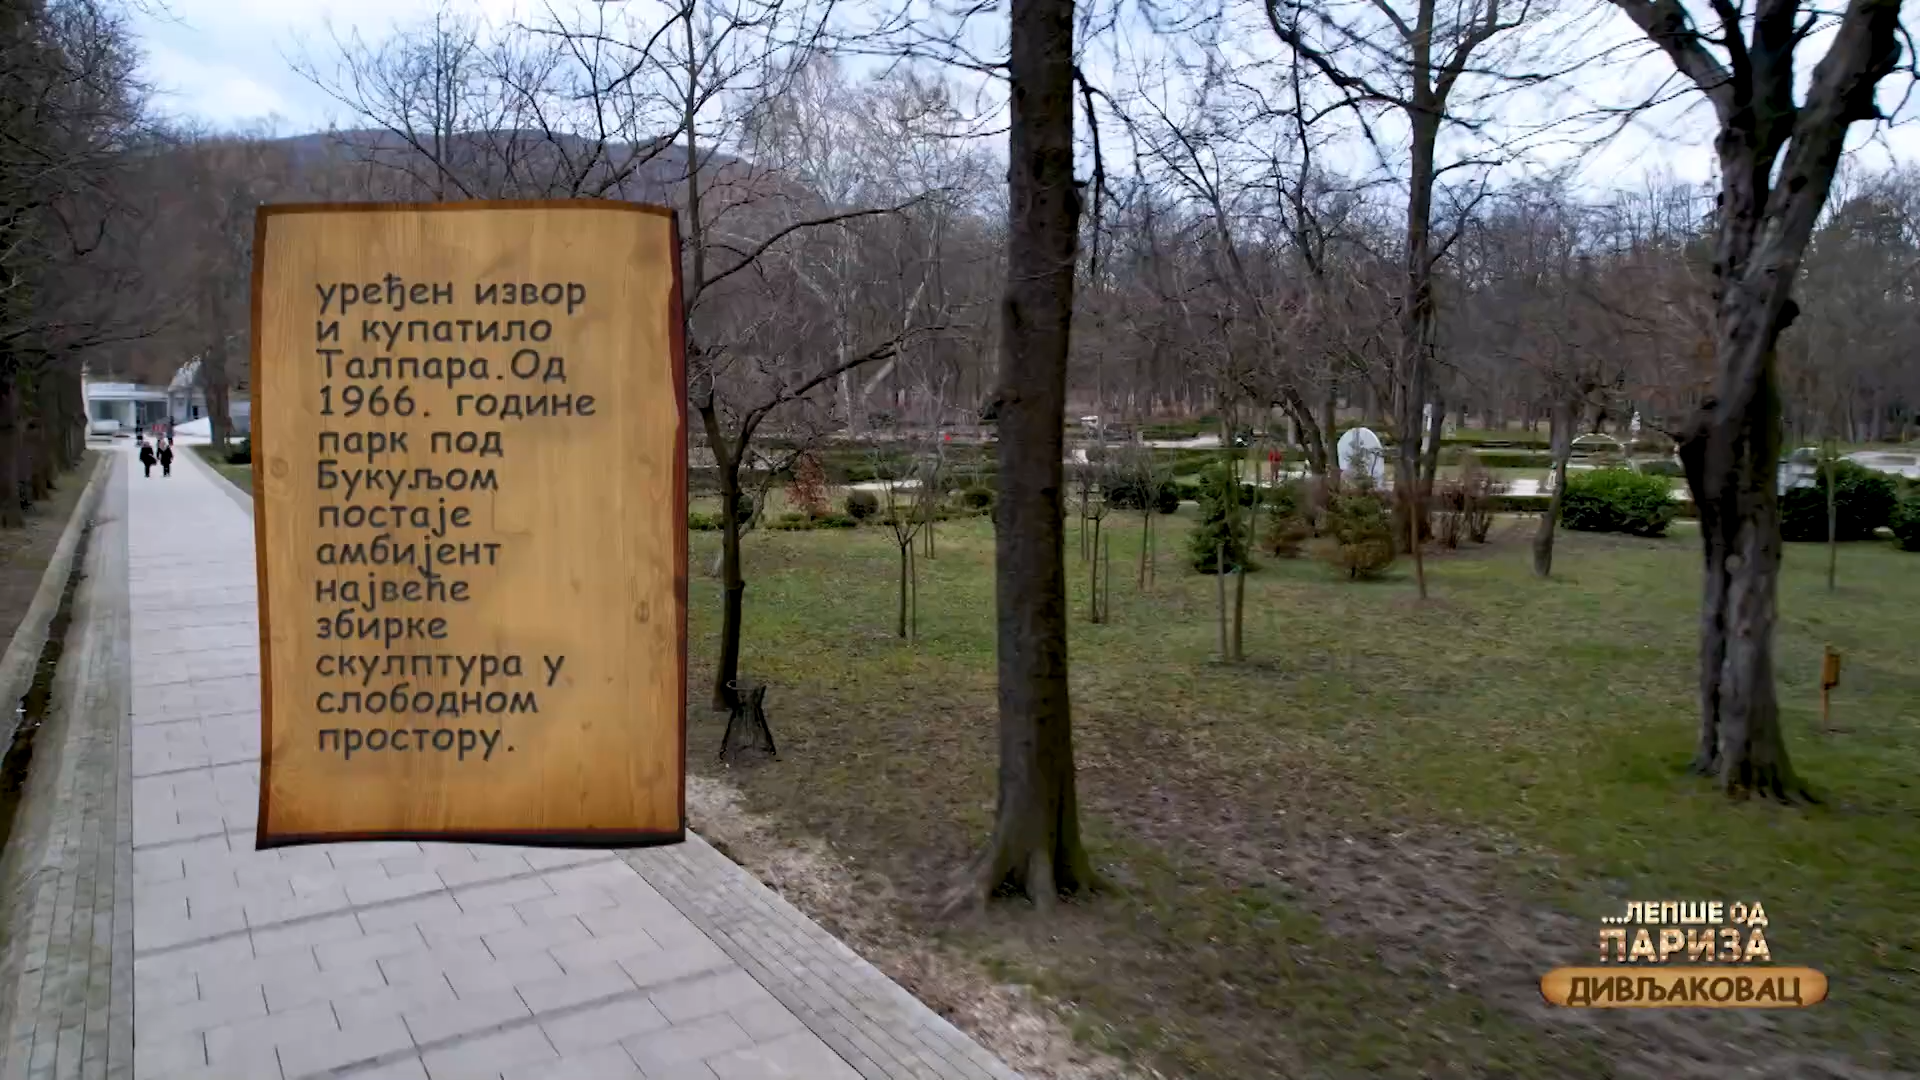 уређен извор
и купатило
Талпара.Од
1966. године
парк под
Букуљом
постаје
амбијент
највеће
збирке
скулптура у
слободном
простору.
...ЛЕПШЕ ОД
ПАРИЗА
ДИВЉАКОВАЦ